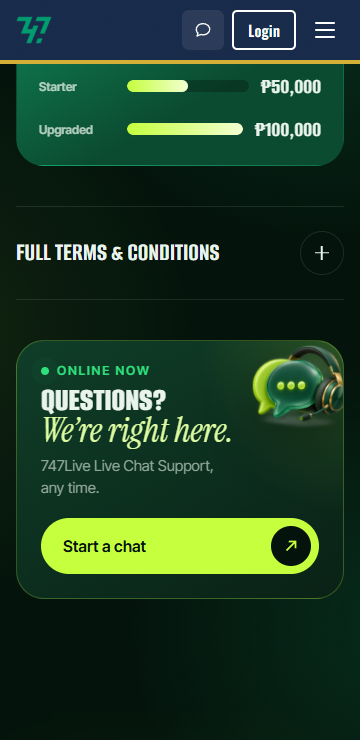 747
Login
Starter
₱50,000
Upgraded
₱100,000
FULL TERMS & CONDITIONS
ONLINE NOW
QUESTIONS?
We're right here.
747Live Live Chat Support,
any time.
Start a chat